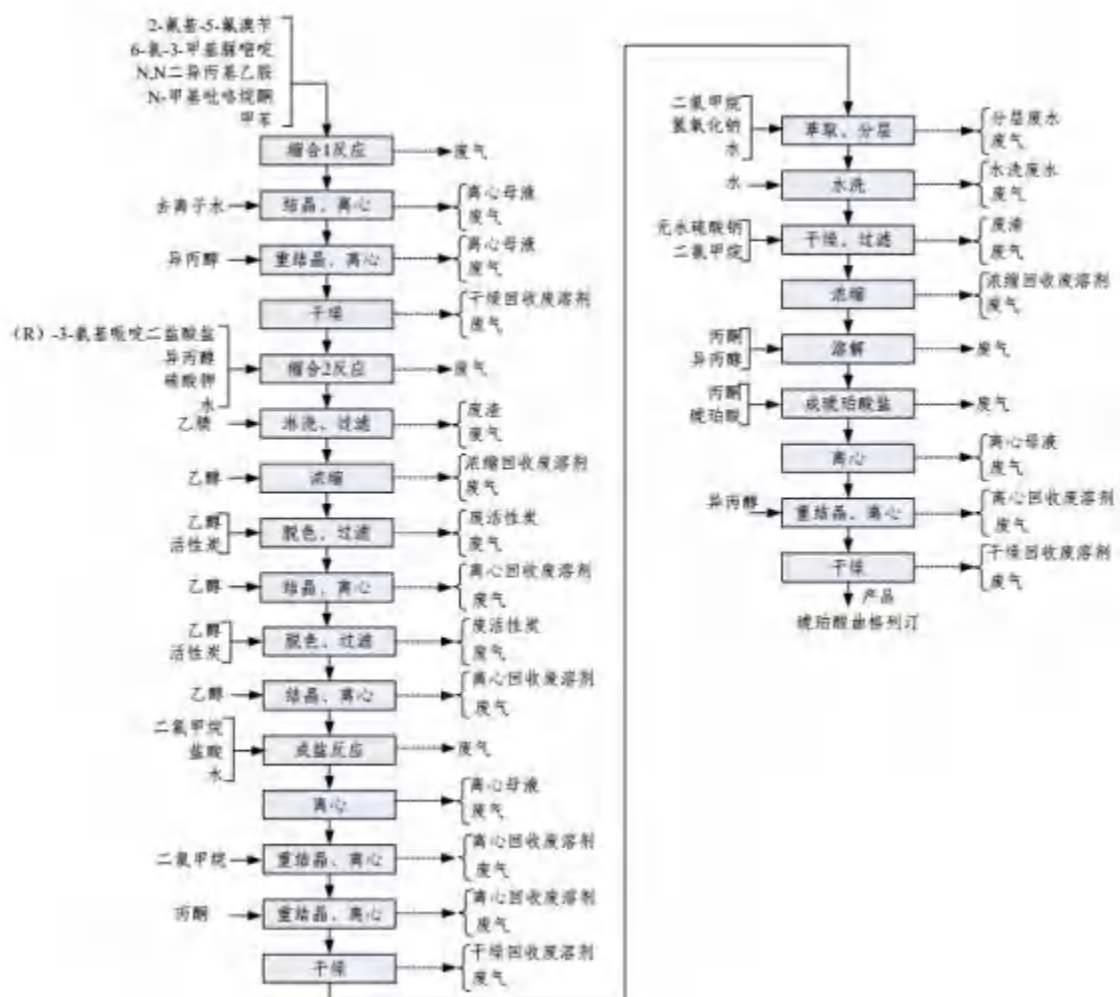 2-氰基-5-氟溴苄
6-氯-3-甲基脲嘧啶
N,N二异丙基乙胺
N-甲基吡咯烷酮
甲苯
缩合1反应
废气
去离子水
结晶、离心
离心母液
废气
异丙醇
重结晶、离心
离心母液
废气
干燥
干燥回收废溶剂
废气
(R)-3-氨基哌啶二盐酸盐
异丙醇
碳酸钾
水
缩合2反应
废气
乙腈
淋洗、过滤
废渣
废气
乙醇
浓缩
浓缩回收废溶剂
废气
乙醇
活性炭
脱色、过滤
废活性炭
废气
乙醇
结晶、离心
离心回收废溶剂
废气
乙醇
活性炭
脱色、过滤
废活性炭
废气
乙醇
结晶、离心
离心回收废溶剂
废气
二氯甲烷
盐酸
水
成盐反应
废气
离心
离心母液
废气
二氯甲烷
重结晶、离心
离心回收废溶剂
废气
丙酮
重结晶、离心
离心回收废溶剂
废气
干燥
干燥回收废溶剂
废气
二氯甲烷
氢氧化钠
水
萃取、分层
分层废水
废气
水
水洗
水洗废水
废气
无水硫酸钠
二氯甲烷
干燥、过滤
废渣
废气
浓缩
浓缩回收废溶剂
废气
丙酮
异丙醇
溶解
废气
丙酮
琥珀酸
成琥珀酸盐
废气
离心
离心母液
废气
异丙醇
重结晶、离心
离心回收废溶剂
废气
干燥
干燥回收废溶剂
废气
产品
琥珀酸曲格列汀